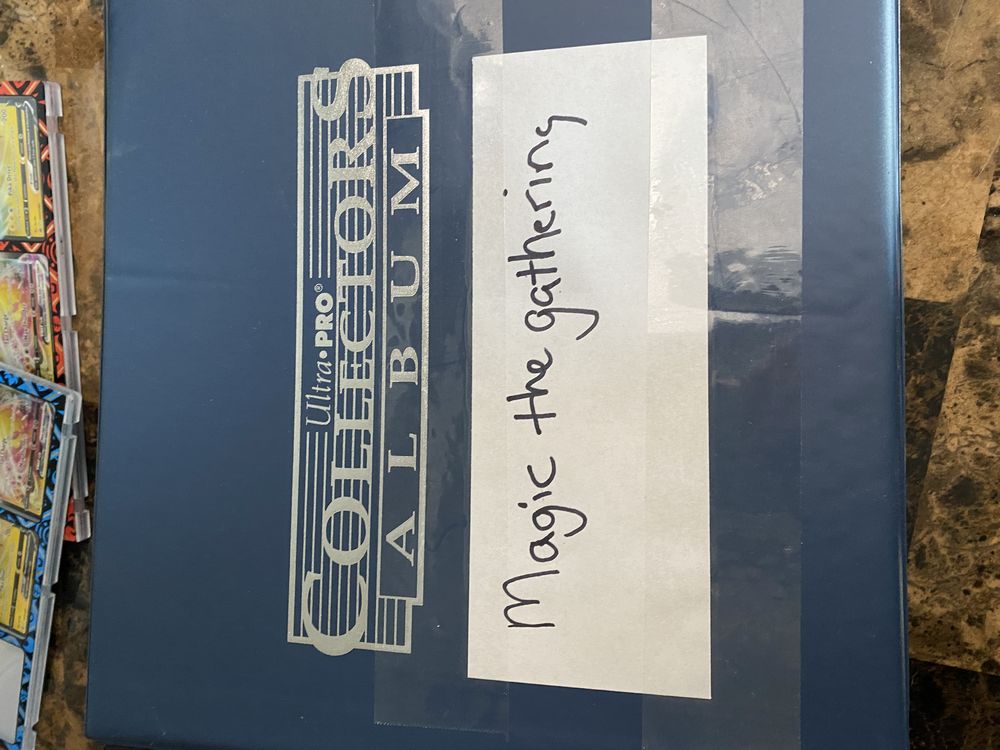 Ultra•PRO®
COLLECTORS
ALBUM
Magic the gathering